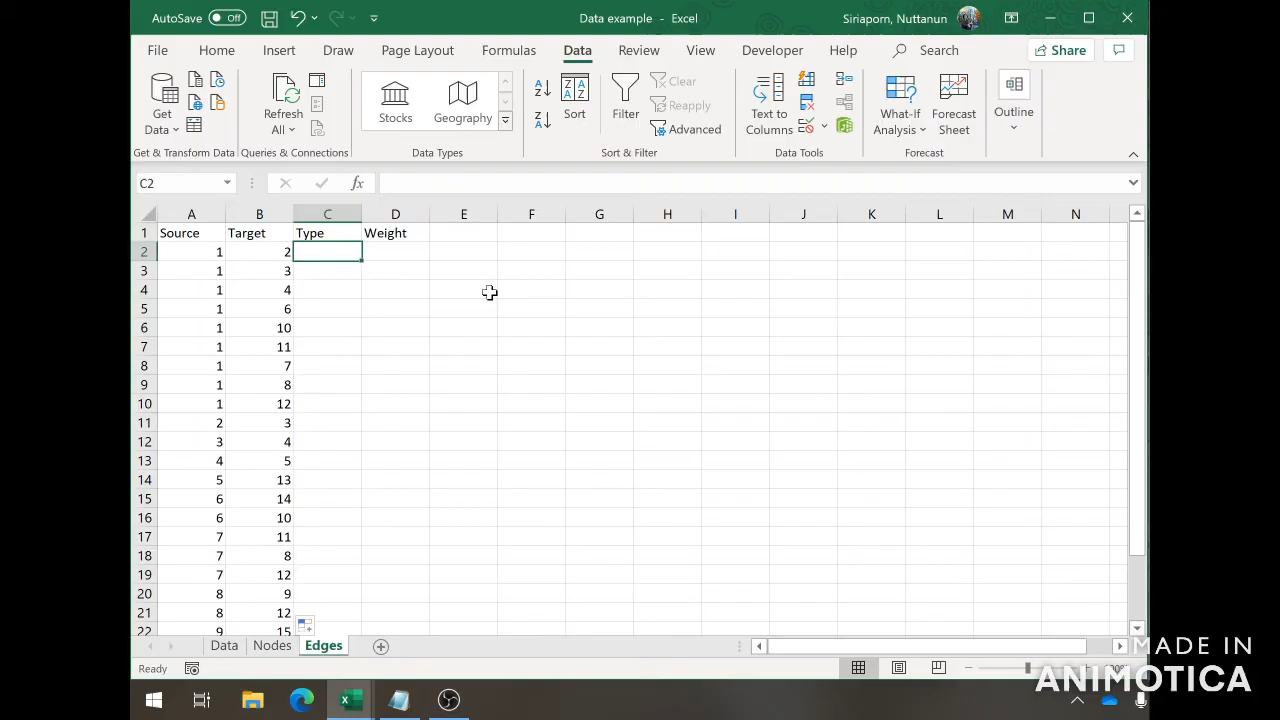 AutoSave Off
Data example - Excel
Siriaporn, Nuttanun
File Home Insert Draw Page Layout Formulas Data Review View Developer Help Search Share
Get Data
Refresh All
Stocks
Geography
Sort
Filter
Clear
Reapply
Advanced
Text to Columns
What-If Analysis
Forecast Sheet
Outline
Get & Transform Data
Queries & Connections
Data Types
Sort & Filter
Data Tools
Forecast
C2
fx
A B C D E F G H I J K L M N
1 Source Target Type Weight
2 1 2
3 1 3
4 1 4
5 1 6
6 1 10
7 1 11
8 1 7
9 1 8
10 1 12
11 2 3
12 3 4
13 4 5
14 5 13
15 6 14
16 6 10
17 7 11
18 7 8
19 7 12
20 8 9
21 8 12
22 9 15
Data Nodes Edges
Ready
MADE IN
ANIMOTICA